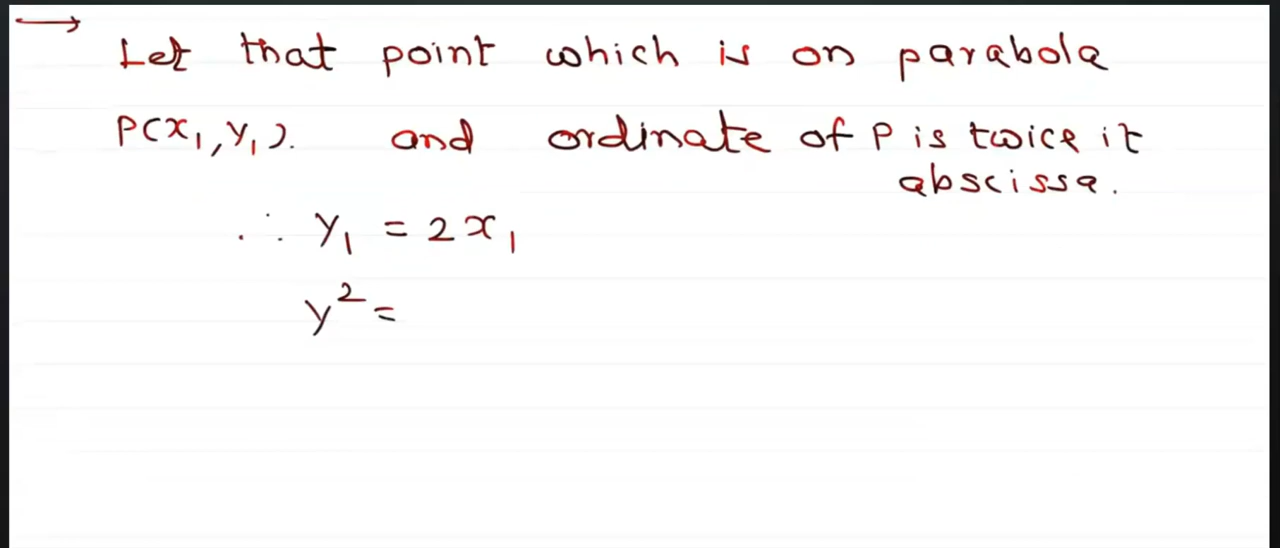 → Let that point which is on parabola
P(x₁, y₁). and ordinate of P is twice it
abscissa.
∴ y₁ = 2x₁
y² =